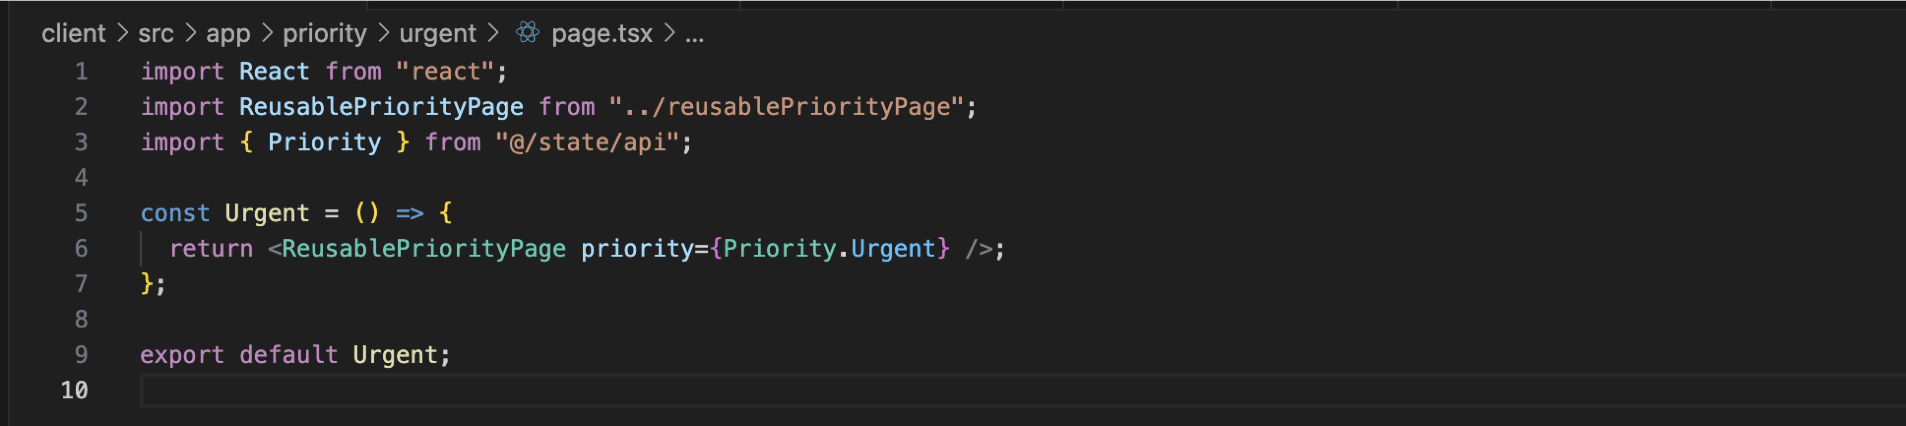 client > src > app > priority > urgent > page.tsx > ...
1 import React from "react";
2 import ReusablePriorityPage from "../reusablePriorityPage";
3 import { Priority } from "@/state/api";
4
5 const Urgent = () => {
6   return <ReusablePriorityPage priority={Priority.Urgent} />;
7 };
8
9 export default Urgent;
10